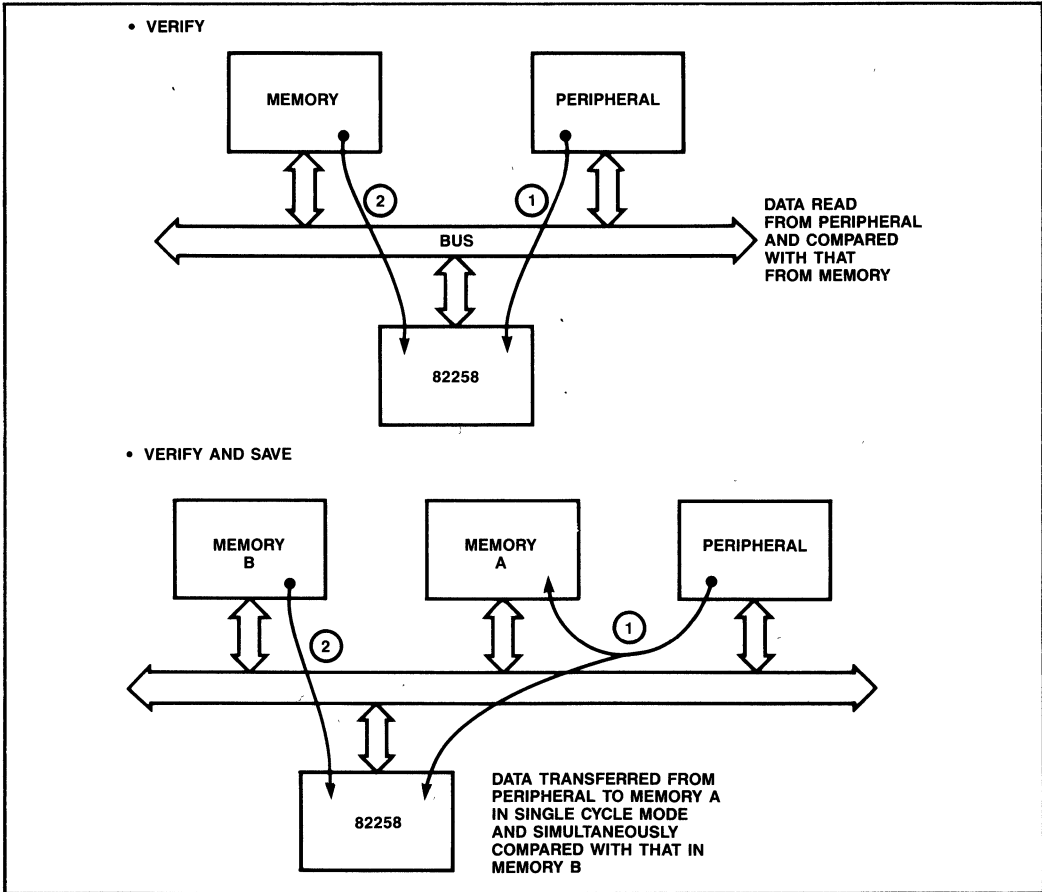 • VERIFY
MEMORY
PERIPHERAL
2
1
BUS
DATA READ
FROM PERIPHERAL
AND COMPARED
WITH THAT
FROM MEMORY
82258
• VERIFY AND SAVE
MEMORY
B
MEMORY
A
PERIPHERAL
1
2
82258
DATA TRANSFERRED FROM
PERIPHERAL TO MEMORY A
IN SINGLE CYCLE MODE
AND SIMULTANEOUSLY
COMPARED WITH THAT IN
MEMORY B